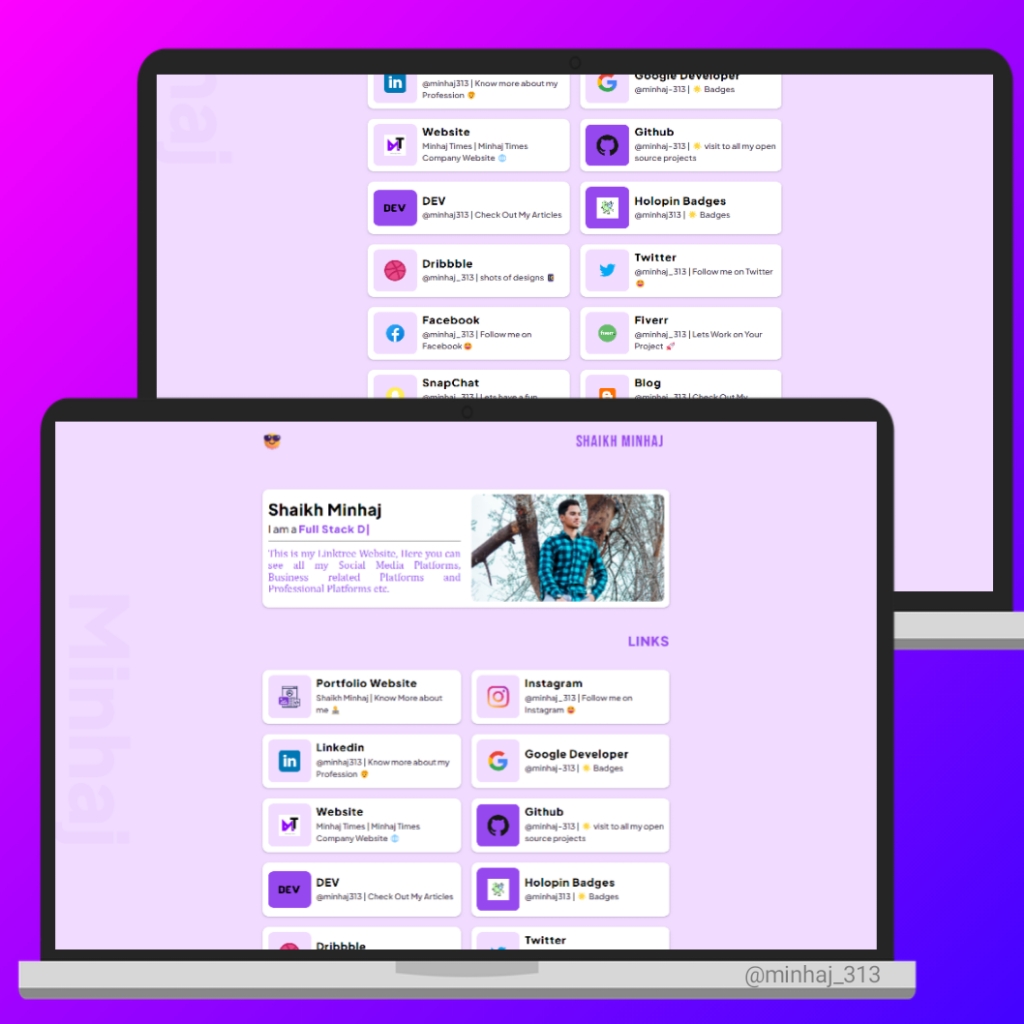 Minhaj
@minhaj313 | Know more about my
Profession
Google Developer
@minhaj-313 | Badges
Website
Minhaj Times | Minhaj Times
Company Website
Github
@minhaj-313 | visit to all my open
source projects
DEV
DEV
@minhaj313 | Check Out My Articles
Holopin Badges
@minhaj313 | Badges
Dribbble
@minhaj_313 | shots of designs
Twitter
@minhaj_313 | Follow me on Twitter
Facebook
@minhaj_313 | Follow me on
Facebook
fiverr
Fiverr
@minhaj_313 | Lets Work on Your
Project
SnapChat
@minhaj_313 | Lets have a fun
Blog
@minhaj_313 | Check Out My
SHAIKH MINHAJ
Shaikh Minhaj
I am a Full Stack D|
This is my Linktree Website, Here you can
see all my Social Media Platforms,
Business related Platforms and
Professional Platforms etc.
Minhaj
LINKS
Portfolio Website
Shaikh Minhaj | Know More about
me
Instagram
@minhaj_313 | Follow me on
Instagram
in
Linkedin
@minhaj313 | Know more about my
Profession
Google Developer
@minhaj-313 | Badges
Website
Minhaj Times | Minhaj Times
Company Website
Github
@minhaj-313 | visit to all my open
source projects
DEV
DEV
@minhaj313 | Check Out My Articles
Holopin Badges
@minhaj313 | Badges
Dribbble
Twitter
@minhaj_313